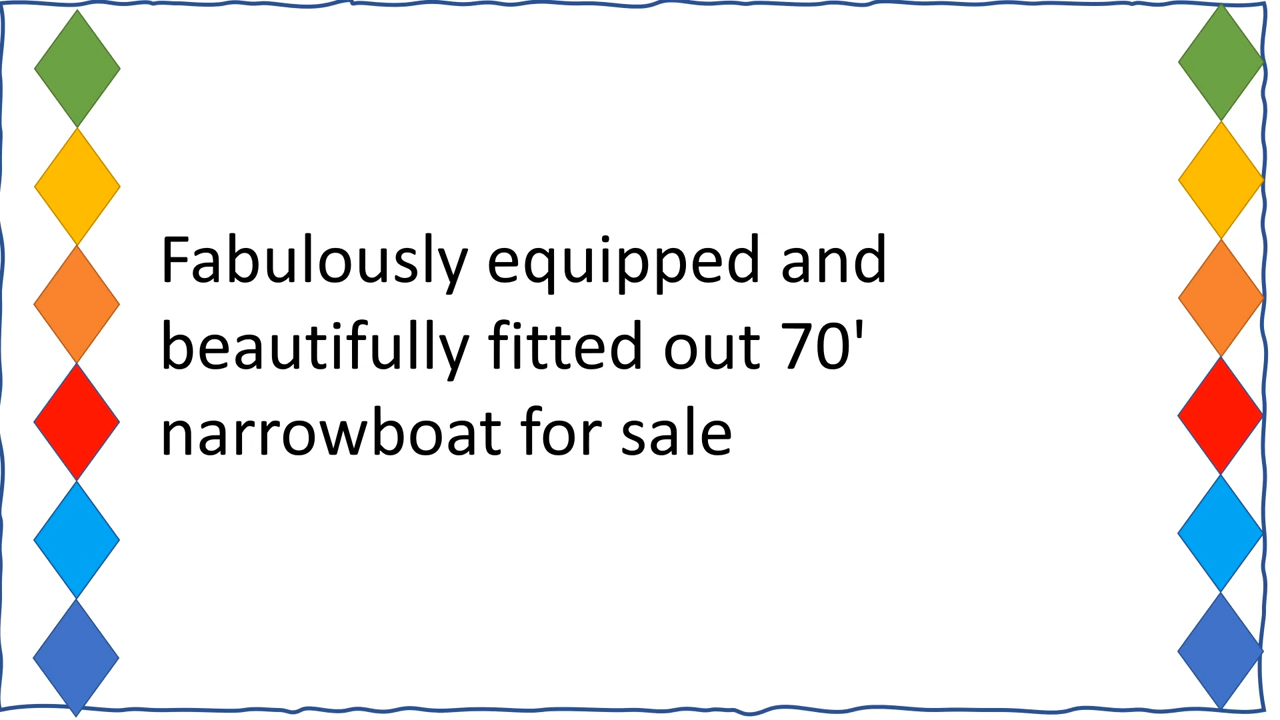 Fabulously equipped and
beautifully fitted out 70'
narrowboat for sale